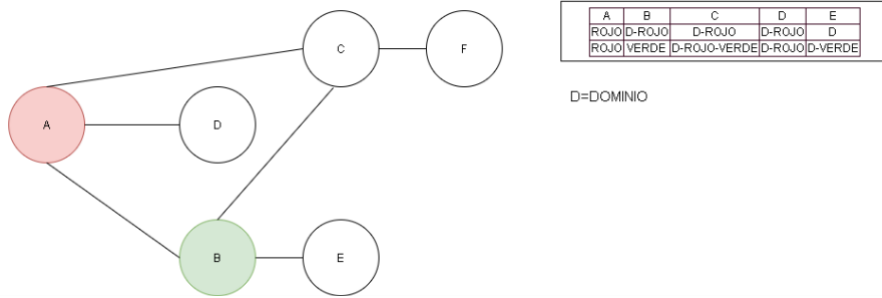 A B C D E
ROJO D-ROJO D-ROJO D-ROJO D
ROJO VERDE D-ROJO-VERDE D-ROJO D-VERDE
D=DOMINIO
C
F
A
D
B
E